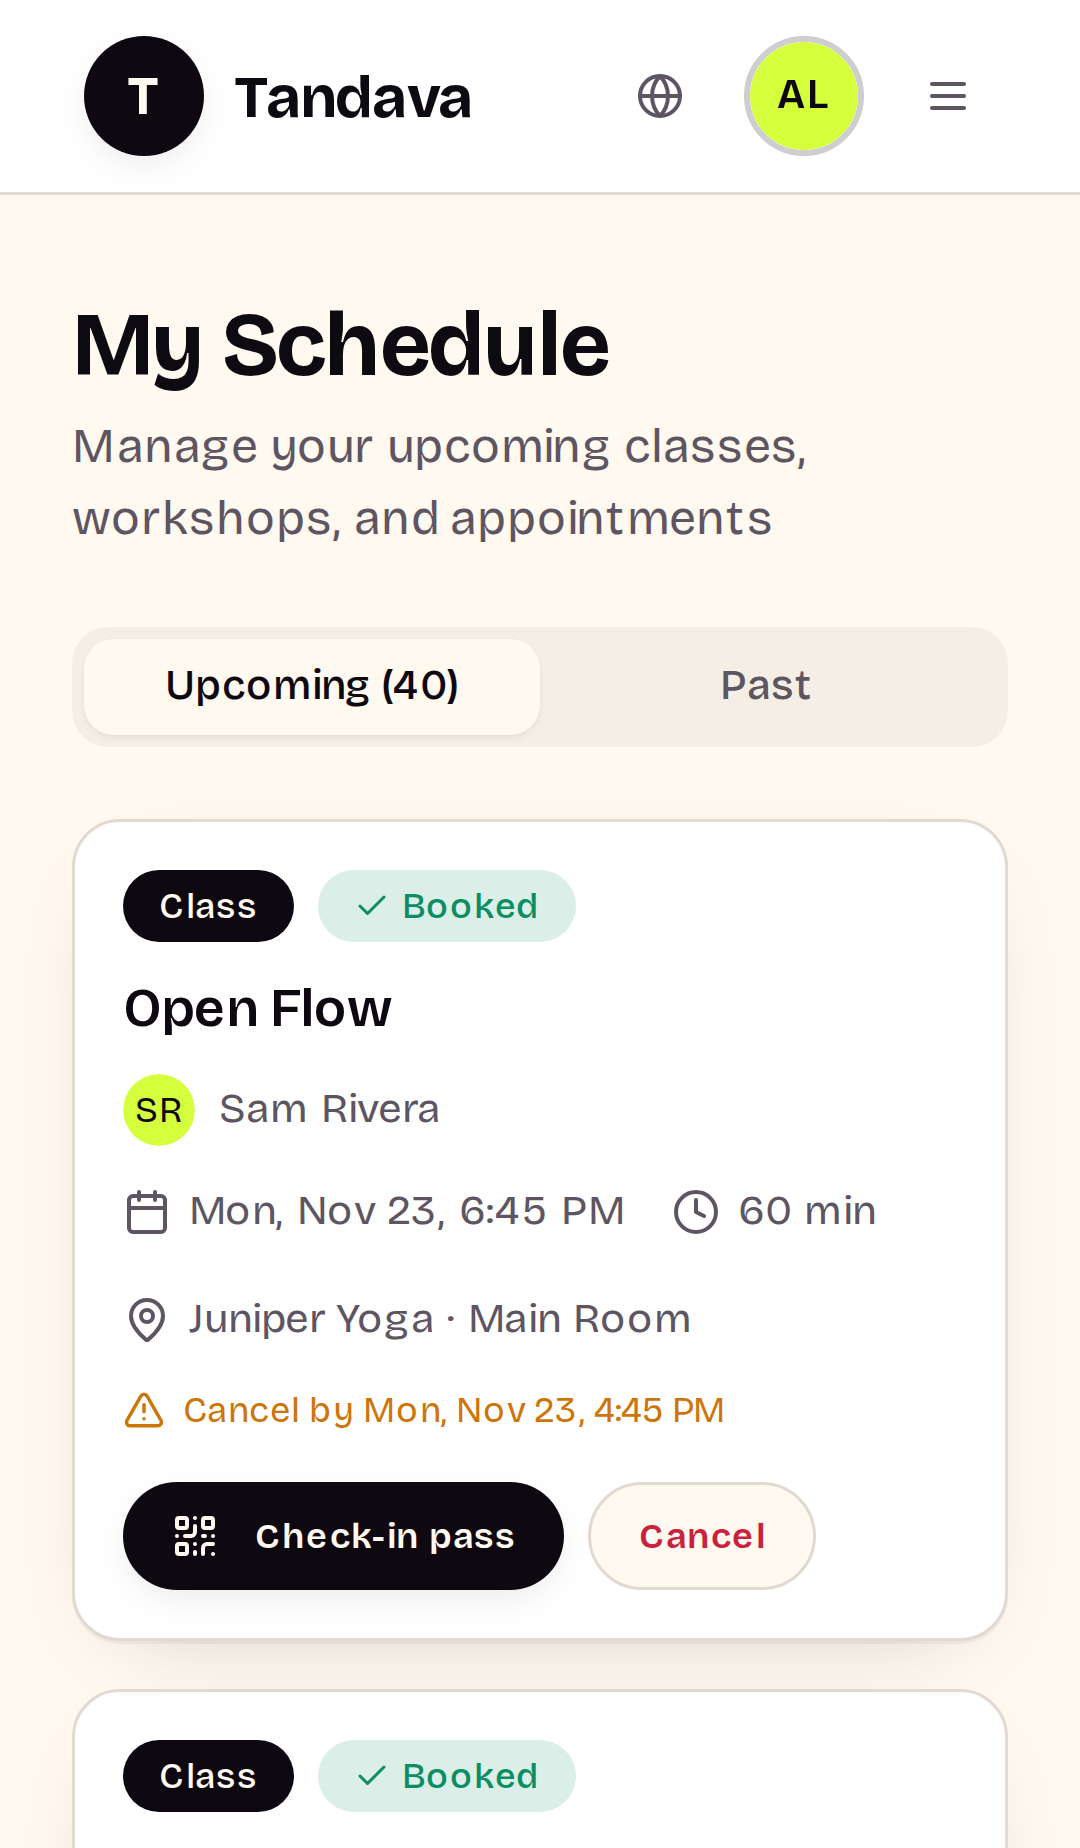 T
Tandava
AL
My Schedule
Manage your upcoming classes,
workshops, and appointments
Upcoming (40)
Past
Class
Booked
Open Flow
SR
Sam Rivera
Mon, Nov 23, 6:45 PM
60 min
Juniper Yoga · Main Room
Cancel by Mon, Nov 23, 4:45 PM
Check-in pass
Cancel
Class
Booked